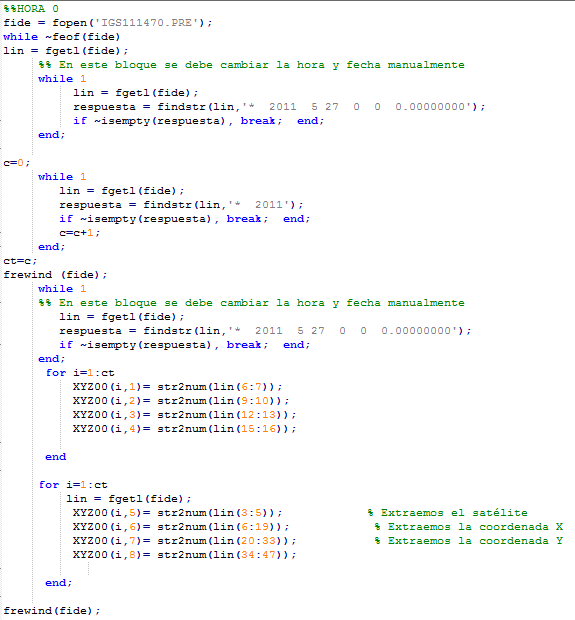 %%HORA 0
fide = fopen('IGS111470.PRE');
while ~feof(fide)
lin = fgetl(fide);
%% En este bloque se debe cambiar la hora y fecha manualmente
while 1
lin = fgetl(fide);
respuesta = findstr(lin,'*  2011  5 27  0  0  0.00000000');
if ~isempty(respuesta), break;  end;
end;
c=0;
while 1
lin = fgetl(fide);
respuesta = findstr(lin,'*  2011');
if ~isempty(respuesta), break;  end;
c=c+1;
end;
ct=c;
frewind (fide);
while 1
%% En este bloque se debe cambiar la hora y fecha manualmente
lin = fgetl(fide);
respuesta = findstr(lin,'*  2011  5 27  0  0  0.00000000');
if ~isempty(respuesta), break;  end;
end;
for i=1:ct
XYZ00(i,1)= str2num(lin(6:7));
XYZ00(i,2)= str2num(lin(9:10));
XYZ00(i,3)= str2num(lin(12:13));
XYZ00(i,4)= str2num(lin(15:16));
end
for i=1:ct
lin = fgetl(fide);
XYZ00(i,5)= str2num(lin(3:5)); % Extraemos el satélite
XYZ00(i,6)= str2num(lin(6:19)); % Extraemos la coordenada X
XYZ00(i,7)= str2num(lin(20:33)); % Extraemos la coordenada Y
XYZ00(i,8)= str2num(lin(34:47));
end;
frewind(fide);